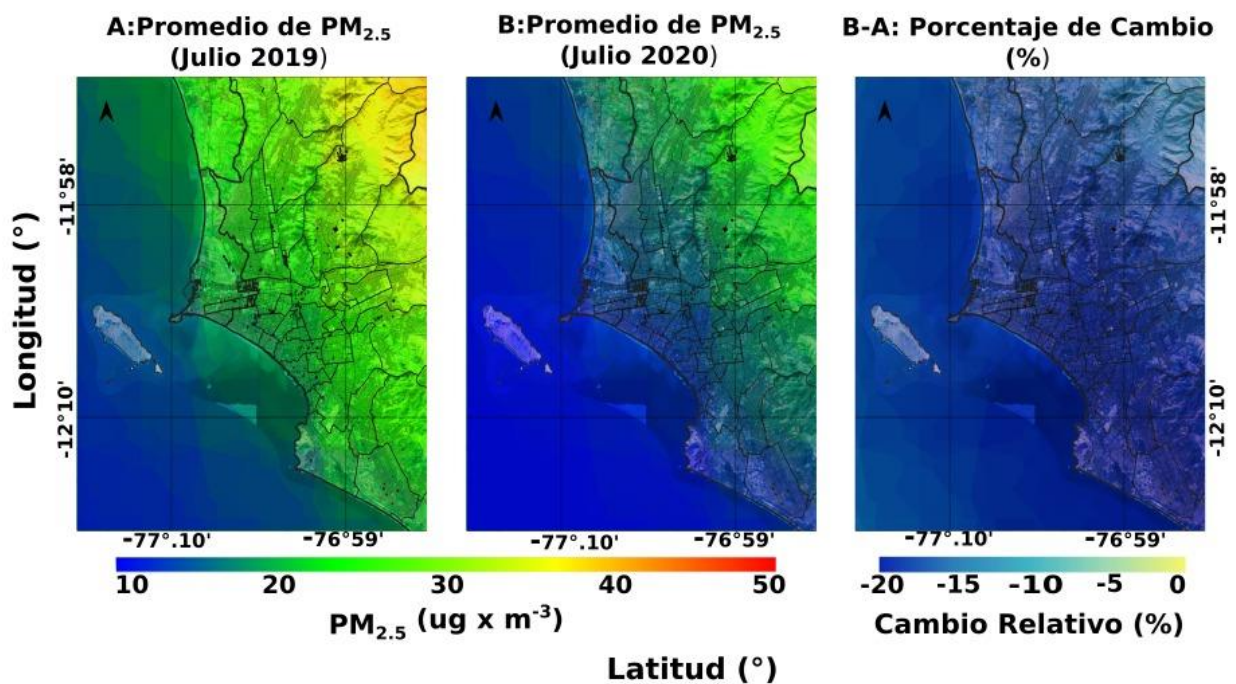 A:Promedio de PM2.5
(Julio 2019)
B:Promedio de PM2.5
(Julio 2020)
B-A: Porcentaje de Cambio
(%)
Longitud (°)
-11°58'
-12°10'
-11°58'
-12°10'
-77°.10' -76°59'
-77°.10' -76°59'
-77°.10' -76°59'
10 20 30 40 50
PM2.5 (ug x m-3)
-20 -15 -10 -5 0
Cambio Relativo (%)
Latitud (°)